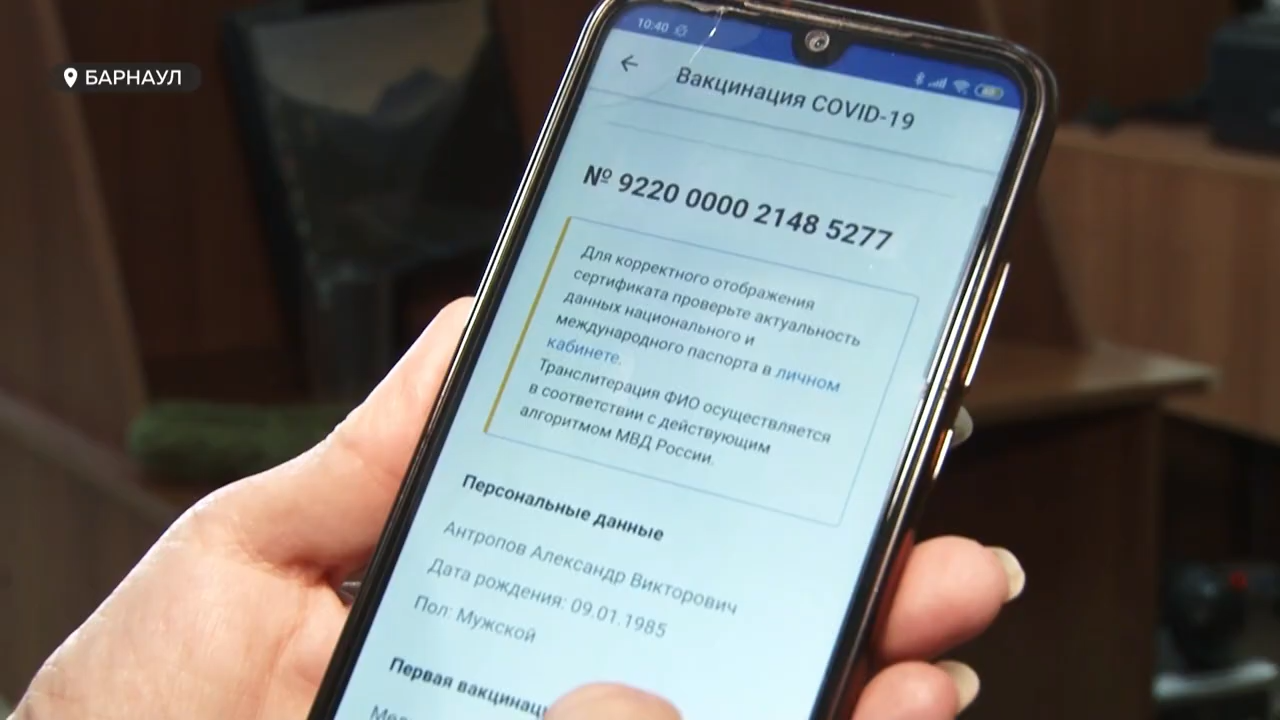 БАРНАУЛ
10:40
Вакцинация COVID-19
№ 9220 0000 2148 5277
Для корректного отображения
сертификата проверьте актуальность
данных национального и
международного паспорта в личном
кабинете.
Транслитерация ФИО осуществляется
в соответствии с действующим
алгоритмом МВД России.
Персональные данные
Антропов Александр Викторович
Дата рождения: 09.01.1985
Пол: Мужской
Первая